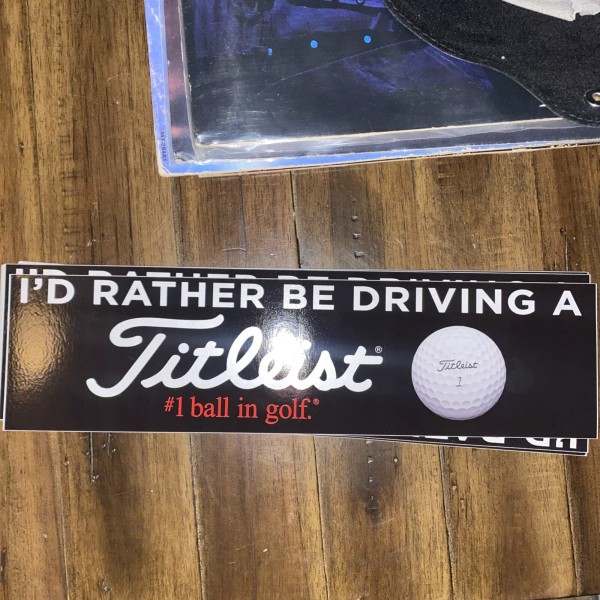 I'D RATHER BE DRIVING A
Titleist®
#1 ball in golf.®
Titleist
1